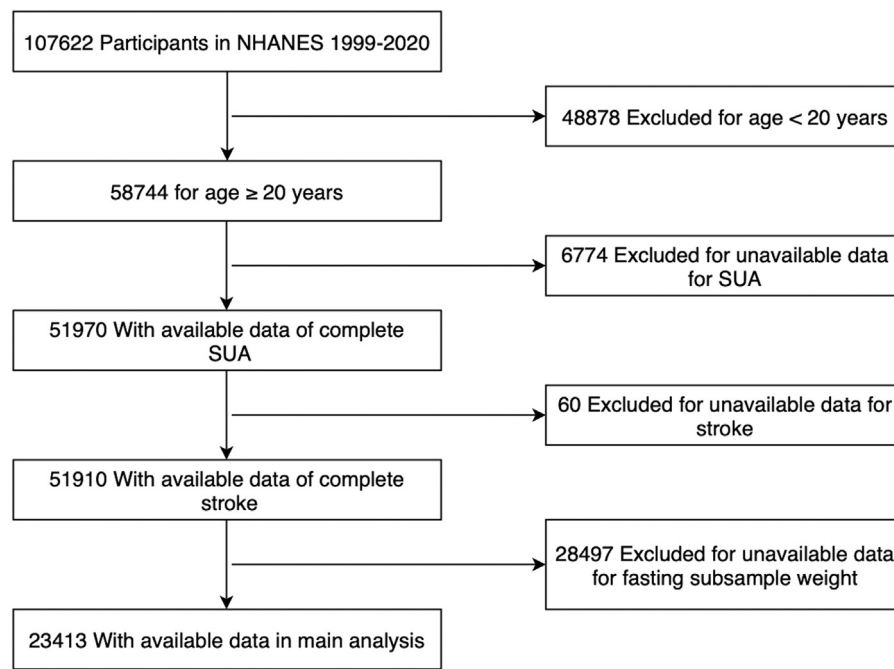 107622 Participants in NHANES 1999-2020
48878 Excluded for age < 20 years
58744 for age ≥ 20 years
6774 Excluded for unavailable data
for SUA
51970 With available data of complete
SUA
60 Excluded for unavailable data for
stroke
51910 With available data of complete
stroke
28497 Excluded for unavailable data
for fasting subsample weight
23413 With available data in main analysis